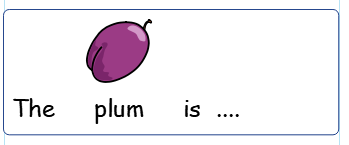 The plum is ....